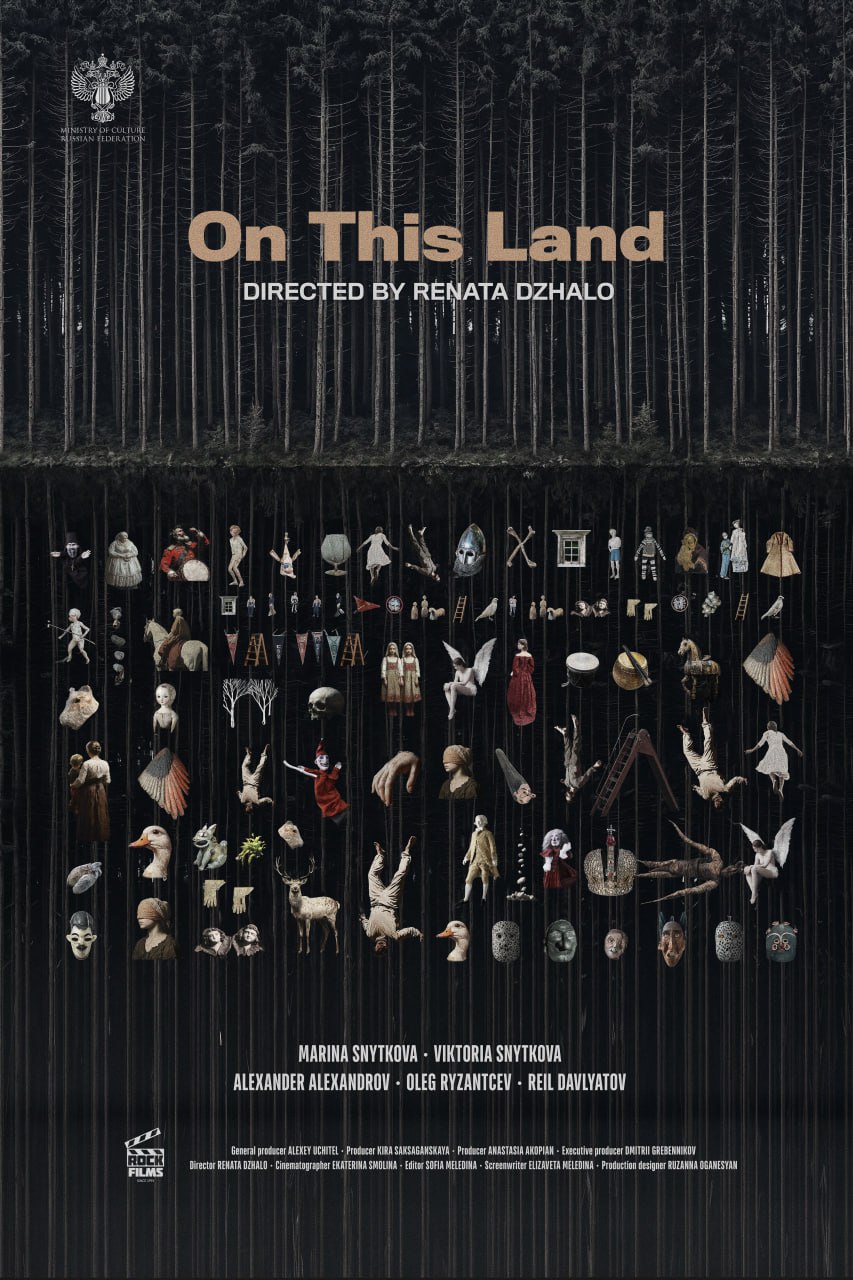 MINISTRY OF CULTURE
RUSSIAN FEDERATION
On This Land
DIRECTED BY RENATA DZHALO
MARINA SNYTKOVA · VIKTORIA SNYTKOVA
ALEXANDER ALEXANDROV · OLEG RYZANTCEV · REIL DAVLYATOV
ROCK
FILMS
SINCE 1991
General producer ALEXEY UCHITEL · Producer KIRA SAKSAGANSKAYA · Producer ANASTASIA AKOPIAN · Executive producer DMITRII GREBENNIKOV
Director RENATA DZHALO · Cinematographer EKATERINA SMOLINA · Editor SOFIA MELEDINA · Screenwriter ELIZAVETA MELEDINA · Production designer RUZANNA OGANESYAN